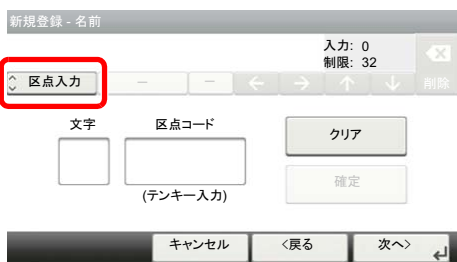 新規登録 - 名前
入力: 0
制限: 32
区点入力
削除
文字
区点コード
クリア
(テンキー入力)
確定
キャンセル
<戻る
次へ>